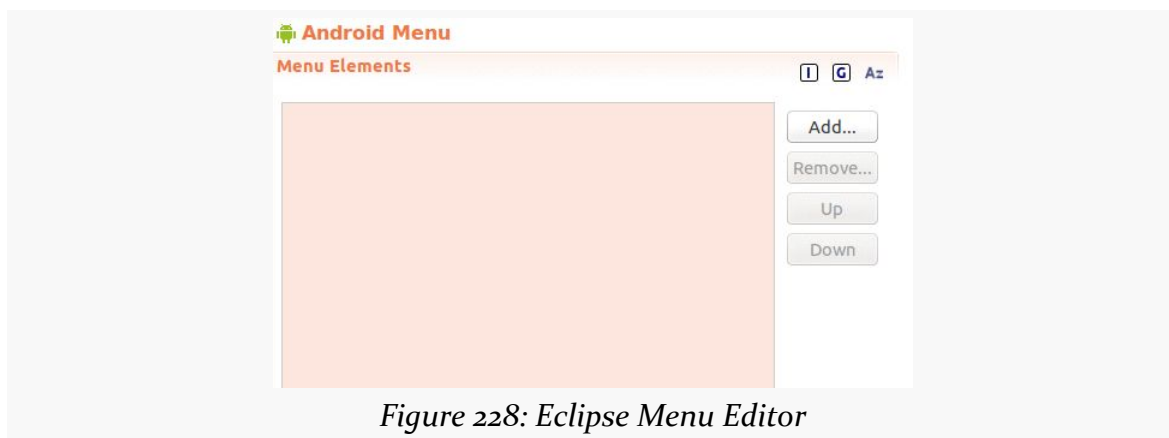 Android Menu
Menu Elements
I G Az
Add...
Remove...
Up
Down
Figure 228: Eclipse Menu Editor